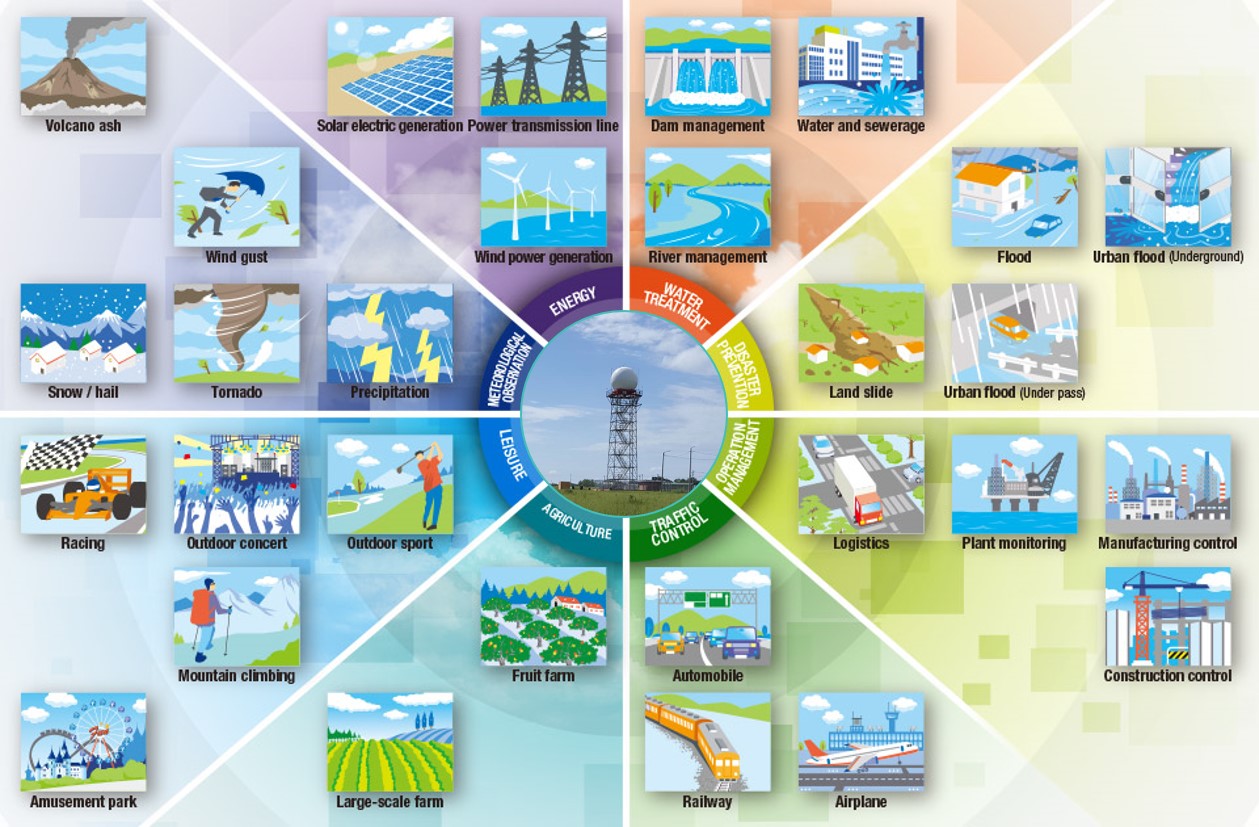 Volcano ash
Solar electric generation
Power transmission line
Dam management
Water and sewerage
Wind gust
Wind power generation
River management
Flood
Urban flood (Underground)
ENERGY
WATER
TREATMENT
Snow / hail
Tornado
Precipitation
METEOROLOGICAL
OBSERVATION
DISASTER
PREVENTION
Land slide
Urban flood (Under pass)
LEISURE
OPERATION
MANAGEMENT
AGRICULTURE
TRAFFIC
CONTROL
Racing
Outdoor concert
Outdoor sport
Logistics
Plant monitoring
Manufacturing control
Mountain climbing
Fruit farm
Automobile
Construction control
Amusement park
Large-scale farm
Railway
Airplane